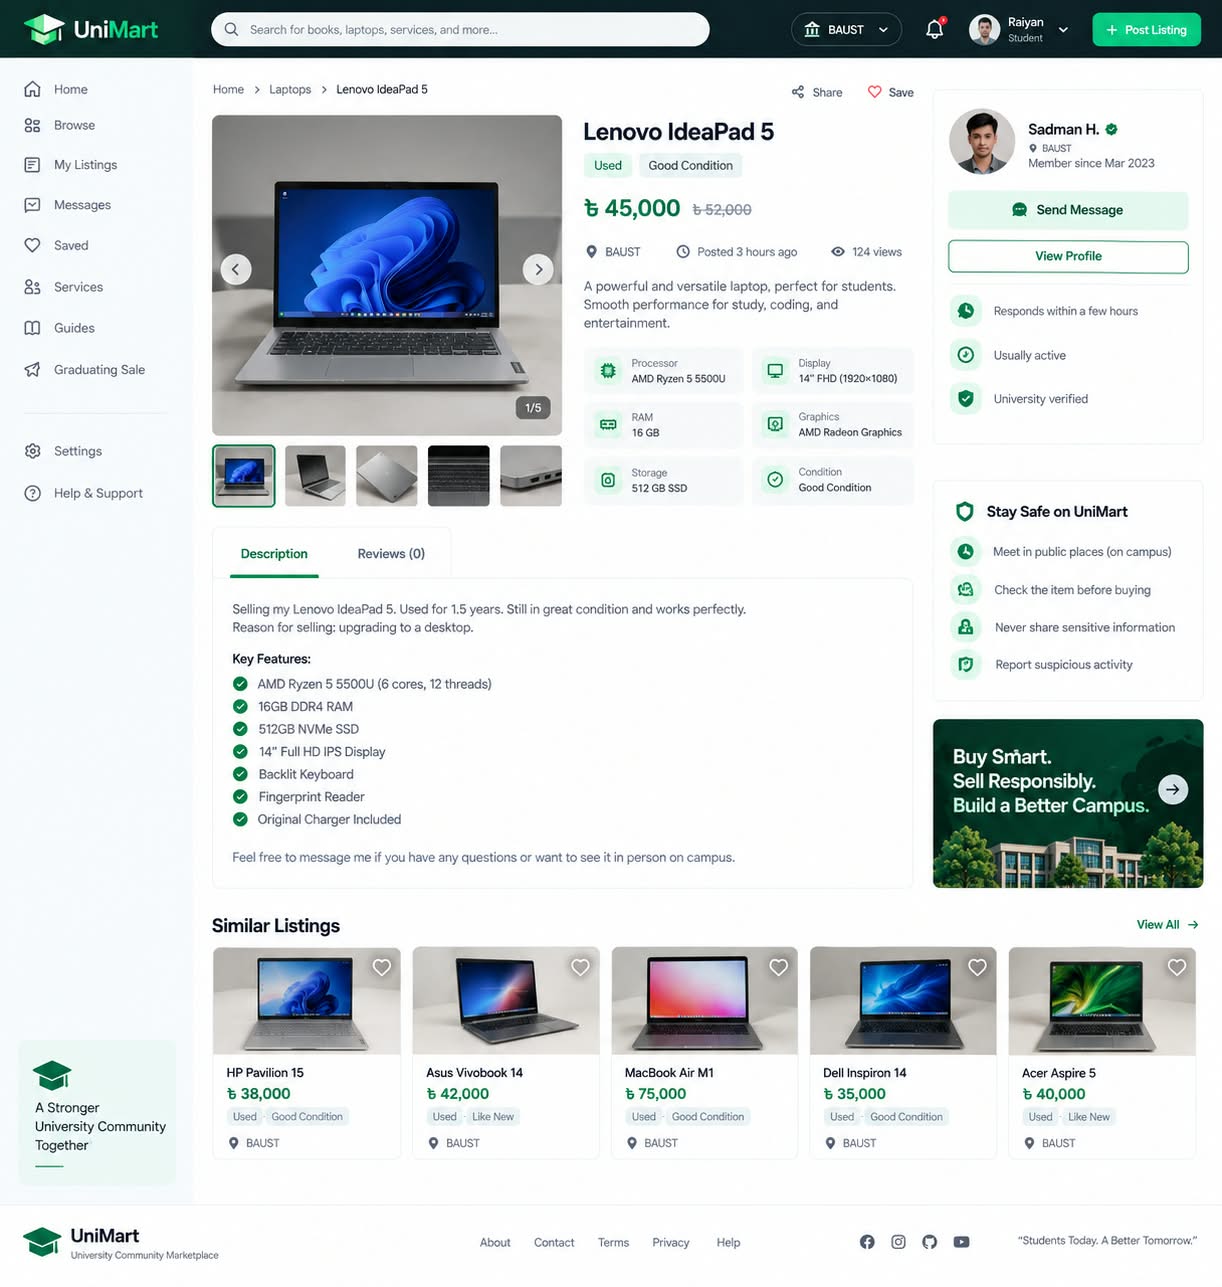 UniMart
Search for books, laptops, services, and more...
BAUST
Raiyan
Student
+ Post Listing
Home
Browse
My Listings
Messages
Saved
Services
Guides
Graduating Sale
Settings
Help & Support
A Stronger
University Community
Together
Home > Laptops > Lenovo IdeaPad 5
Share
Save
1/5
Lenovo IdeaPad 5
Used
Good Condition
৳ 45,000 ৳ 52,000
BAUST
Posted 3 hours ago
124 views
A powerful and versatile laptop, perfect for students.
Smooth performance for study, coding, and
entertainment.
Processor
AMD Ryzen 5 5500U
Display
14" FHD (1920×1080)
RAM
16 GB
Graphics
AMD Radeon Graphics
Storage
512 GB SSD
Condition
Good Condition
Description
Reviews (0)
Selling my Lenovo IdeaPad 5. Used for 1.5 years. Still in great condition and works perfectly.
Reason for selling: upgrading to a desktop.
Key Features:
AMD Ryzen 5 5500U (6 cores, 12 threads)
16GB DDR4 RAM
512GB NVMe SSD
14" Full HD IPS Display
Backlit Keyboard
Fingerprint Reader
Original Charger Included
Feel free to message me if you have any questions or want to see it in person on campus.
Sadman H.
BAUST
Member since Mar 2023
Send Message
View Profile
Responds within a few hours
Usually active
University verified
Stay Safe on UniMart
Meet in public places (on campus)
Check the item before buying
Never share sensitive information
Report suspicious activity
Buy Smart.
Sell Responsibly.
Build a Better Campus.
Similar Listings
View All →
HP Pavilion 15
৳ 38,000
Used · Good Condition
BAUST
Asus Vivobook 14
৳ 42,000
Used · Like New
BAUST
MacBook Air M1
৳ 75,000
Used · Good Condition
BAUST
Dell Inspiron 14
৳ 35,000
Used · Good Condition
BAUST
Acer Aspire 5
৳ 40,000
Used · Like New
BAUST
UniMart
University Community Marketplace
About
Contact
Terms
Privacy
Help
“Students Today. A Better Tomorrow.”